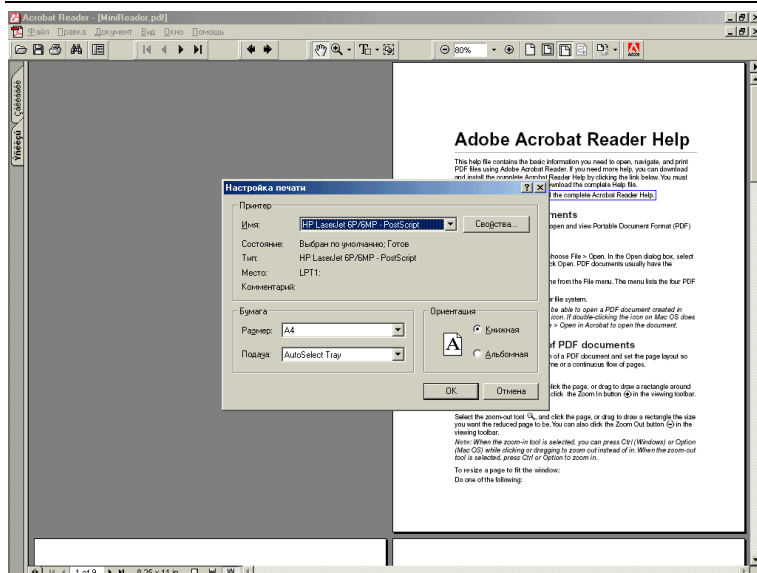 Acrobat Reader - [MiniReader.pdf]
Файл Правка Документ Вид Окно Помощь
80%
Çàêëàäêè
Ýñêèçû
Adobe Acrobat Reader Help
This help file contains the basic information you need to open, navigate, and print
PDF files using Adobe Acrobat Reader. If you need more help, you can download
and install the complete Acrobat Reader Help by clicking the link below. You must
wnload the complete Help file.
l the complete Acrobat Reader Help.
Настройка печати
Принтер
Имя: HP LaserJet 6P/6MP - PostScript Свойства...
Состояние: Выбран по умолчанию; Готов
Тип: HP LaserJet 6P/6MP - PostScript
Место: LPT1:
Комментарий:
Бумага
Размер: A4
Подача: AutoSelect Tray
Ориентация
A
Книжная
Альбомная
OK Отмена
ments
open and view Portable Document Format (PDF)
hoose File > Open. In the Open dialog box, select
k Open. PDF documents usually have the
me from the File menu. The menu lists the four PDF
r file system.
be able to open a PDF document created in
icon. If double-clicking the icon on Mac OS does
> Open in Acrobat to open the document.
of PDF documents
n of a PDF document and set the page layout so
me or a continuous flow of pages.
click the page, or drag to draw a rectangle around
click the Zoom In button in the viewing toolbar.
Select the zoom-out tool , and click the page, or drag to draw a rectangle the size
you want the reduced page to be. You can also click the Zoom Out button in the
viewing toolbar.
Note: When the zoom-in tool is selected, you can press Ctrl (Windows) or Option
(Mac OS) while clicking or dragging to zoom out instead of in. When the zoom-out
tool is selected, press Ctrl or Option to zoom in.
To resize a page to fit the window:
Do one of the following:
1 of 9 8,26 x 11 in